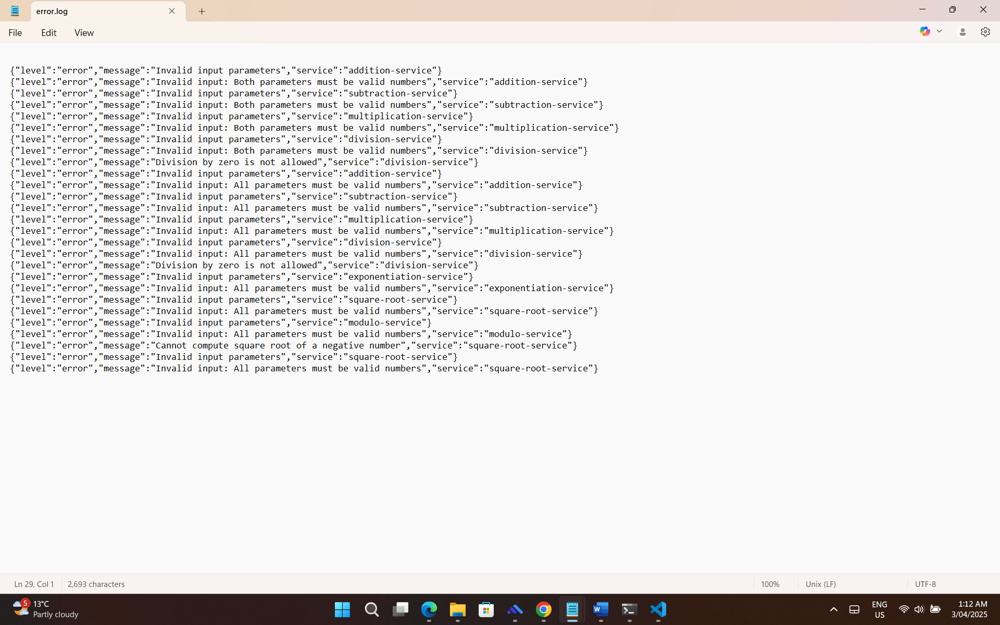 error.log
File Edit View
{"level":"error","message":"Invalid input parameters","service":"addition-service"}
{"level":"error","message":"Invalid input: Both parameters must be valid numbers","service":"addition-service"}
{"level":"error","message":"Invalid input parameters","service":"subtraction-service"}
{"level":"error","message":"Invalid input: Both parameters must be valid numbers","service":"subtraction-service"}
{"level":"error","message":"Invalid input parameters","service":"multiplication-service"}
{"level":"error","message":"Invalid input: Both parameters must be valid numbers","service":"multiplication-service"}
{"level":"error","message":"Invalid input parameters","service":"division-service"}
{"level":"error","message":"Invalid input: Both parameters must be valid numbers","service":"division-service"}
{"level":"error","message":"Division by zero is not allowed","service":"division-service"}
{"level":"error","message":"Invalid input parameters","service":"addition-service"}
{"level":"error","message":"Invalid input: All parameters must be valid numbers","service":"addition-service"}
{"level":"error","message":"Invalid input parameters","service":"subtraction-service"}
{"level":"error","message":"Invalid input: All parameters must be valid numbers","service":"subtraction-service"}
{"level":"error","message":"Invalid input parameters","service":"multiplication-service"}
{"level":"error","message":"Invalid input: All parameters must be valid numbers","service":"multiplication-service"}
{"level":"error","message":"Invalid input parameters","service":"division-service"}
{"level":"error","message":"Invalid input: All parameters must be valid numbers","service":"division-service"}
{"level":"error","message":"Division by zero is not allowed","service":"division-service"}
{"level":"error","message":"Invalid input parameters","service":"exponentiation-service"}
{"level":"error","message":"Invalid input: All parameters must be valid numbers","service":"exponentiation-service"}
{"level":"error","message":"Invalid input parameters","service":"square-root-service"}
{"level":"error","message":"Invalid input: All parameters must be valid numbers","service":"square-root-service"}
{"level":"error","message":"Invalid input parameters","service":"modulo-service"}
{"level":"error","message":"Invalid input: All parameters must be valid numbers","service":"modulo-service"}
{"level":"error","message":"Cannot compute square root of a negative number","service":"square-root-service"}
{"level":"error","message":"Invalid input parameters","service":"square-root-service"}
{"level":"error","message":"Invalid input: All parameters must be valid numbers","service":"square-root-service"}
Ln 29, Col 1 2,693 characters 100% Unix (LF) UTF-8
5
13°C
Partly cloudy
W
ENG
US
1:12 AM
3/04/2025